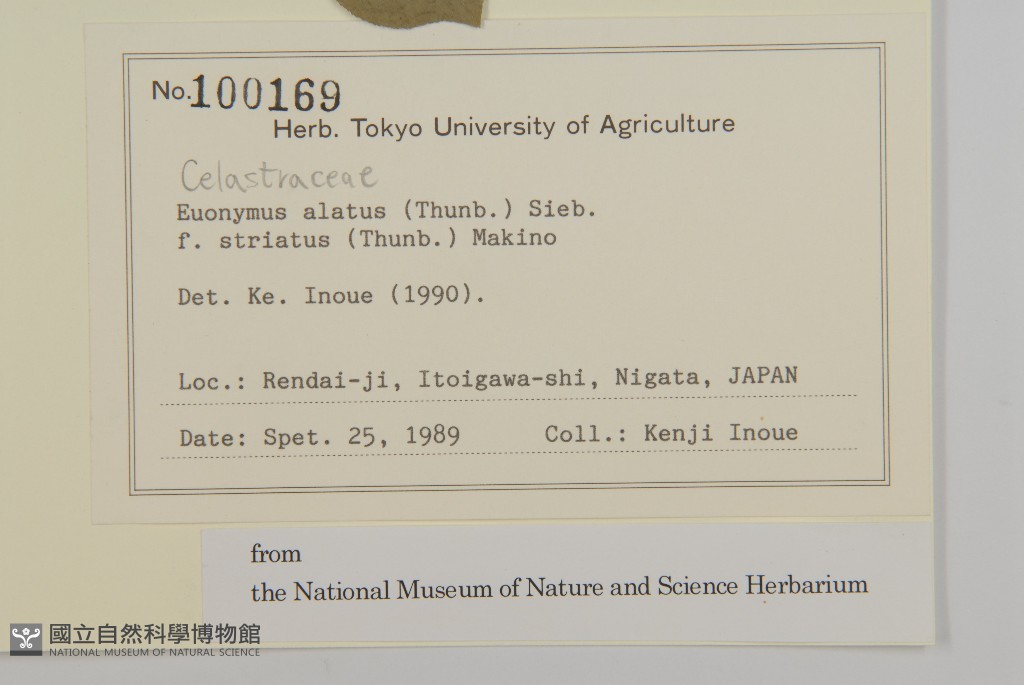 No.100169
Herb. Tokyo University of Agriculture
Celastraceae
Euonymus alatus (Thunb.) Sieb.
f. striatus (Thunb.) Makino
Det. Ke. Inoue (1990).
Loc.: Rendai-ji, Itoigawa-shi, Nigata, JAPAN
Date: Spet. 25, 1989 Coll.: Kenji Inoue
from
the National Museum of Nature and Science Herbarium
國立自然科學博物館
NATIONAL MUSEUM OF NATURAL SCIENCE